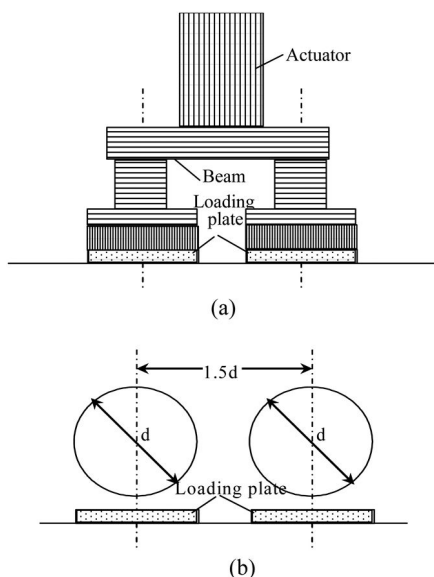 Actuator
Beam
Loading
plate
(a)
1.5d
d
d
Loading plate
(b)